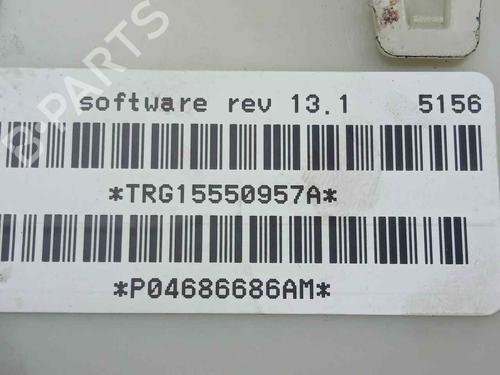 software rev 13.1 5156
*TRG15550957A*
*P04686686AM*
B-PARTS